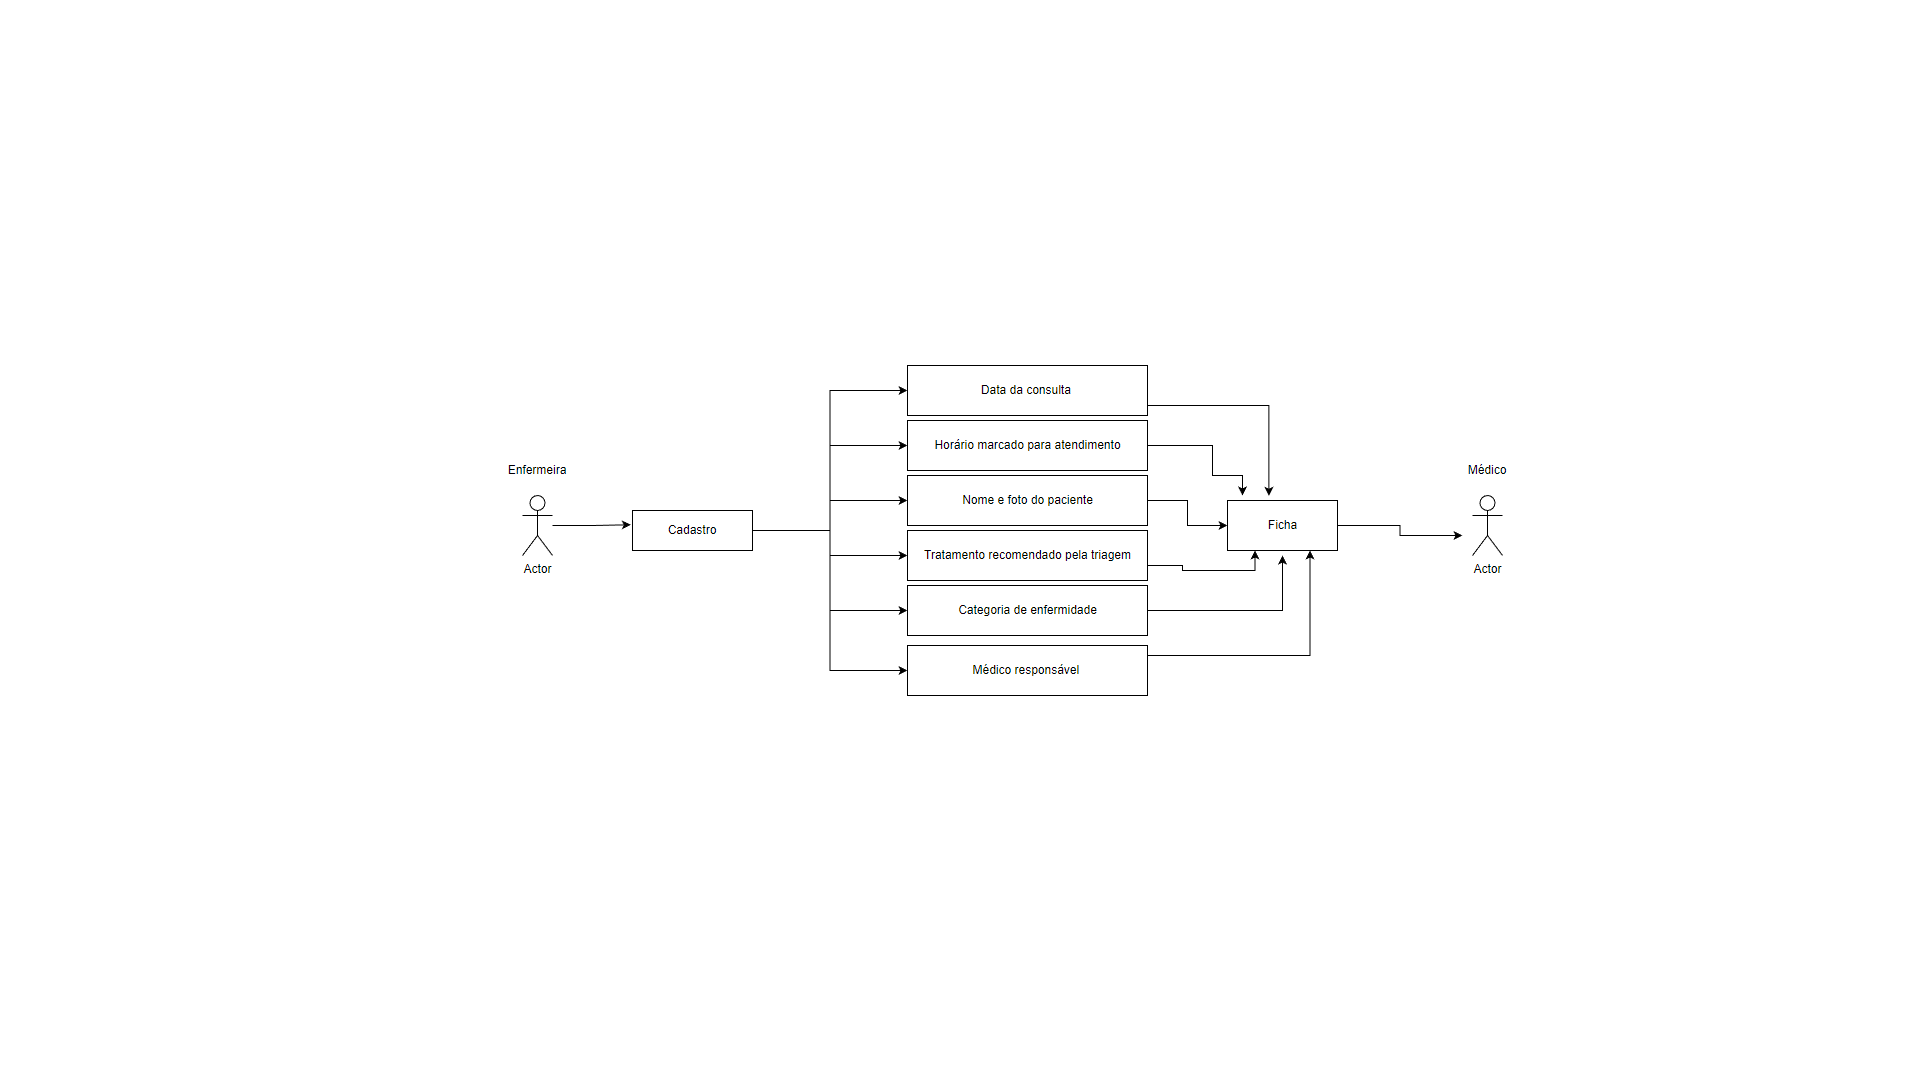 Enfermeira
Actor
Cadastro
Data da consulta
Horário marcado para atendimento
Nome e foto do paciente
Tratamento recomendado pela triagem
Categoria de enfermidade
Médico responsável
Ficha
Médico
Actor